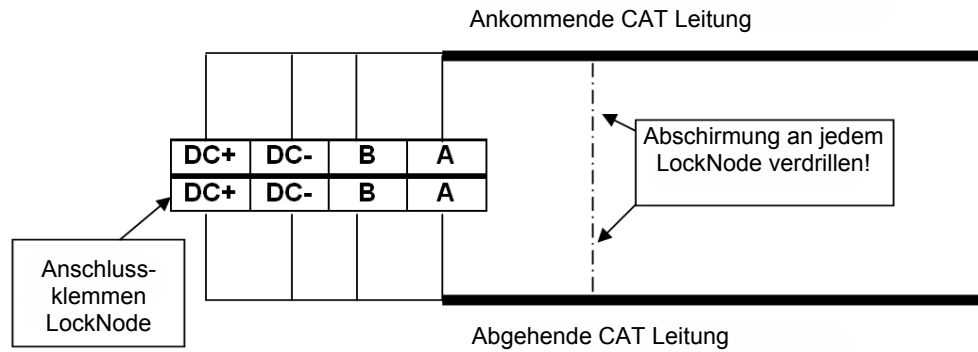 Ankommende CAT Leitung
DC+ DC- B A
DC+ DC- B A
Abschirmung an jedem
LockNode verdrillen!
Anschluss-
klemmen
LockNode
Abgehende CAT Leitung